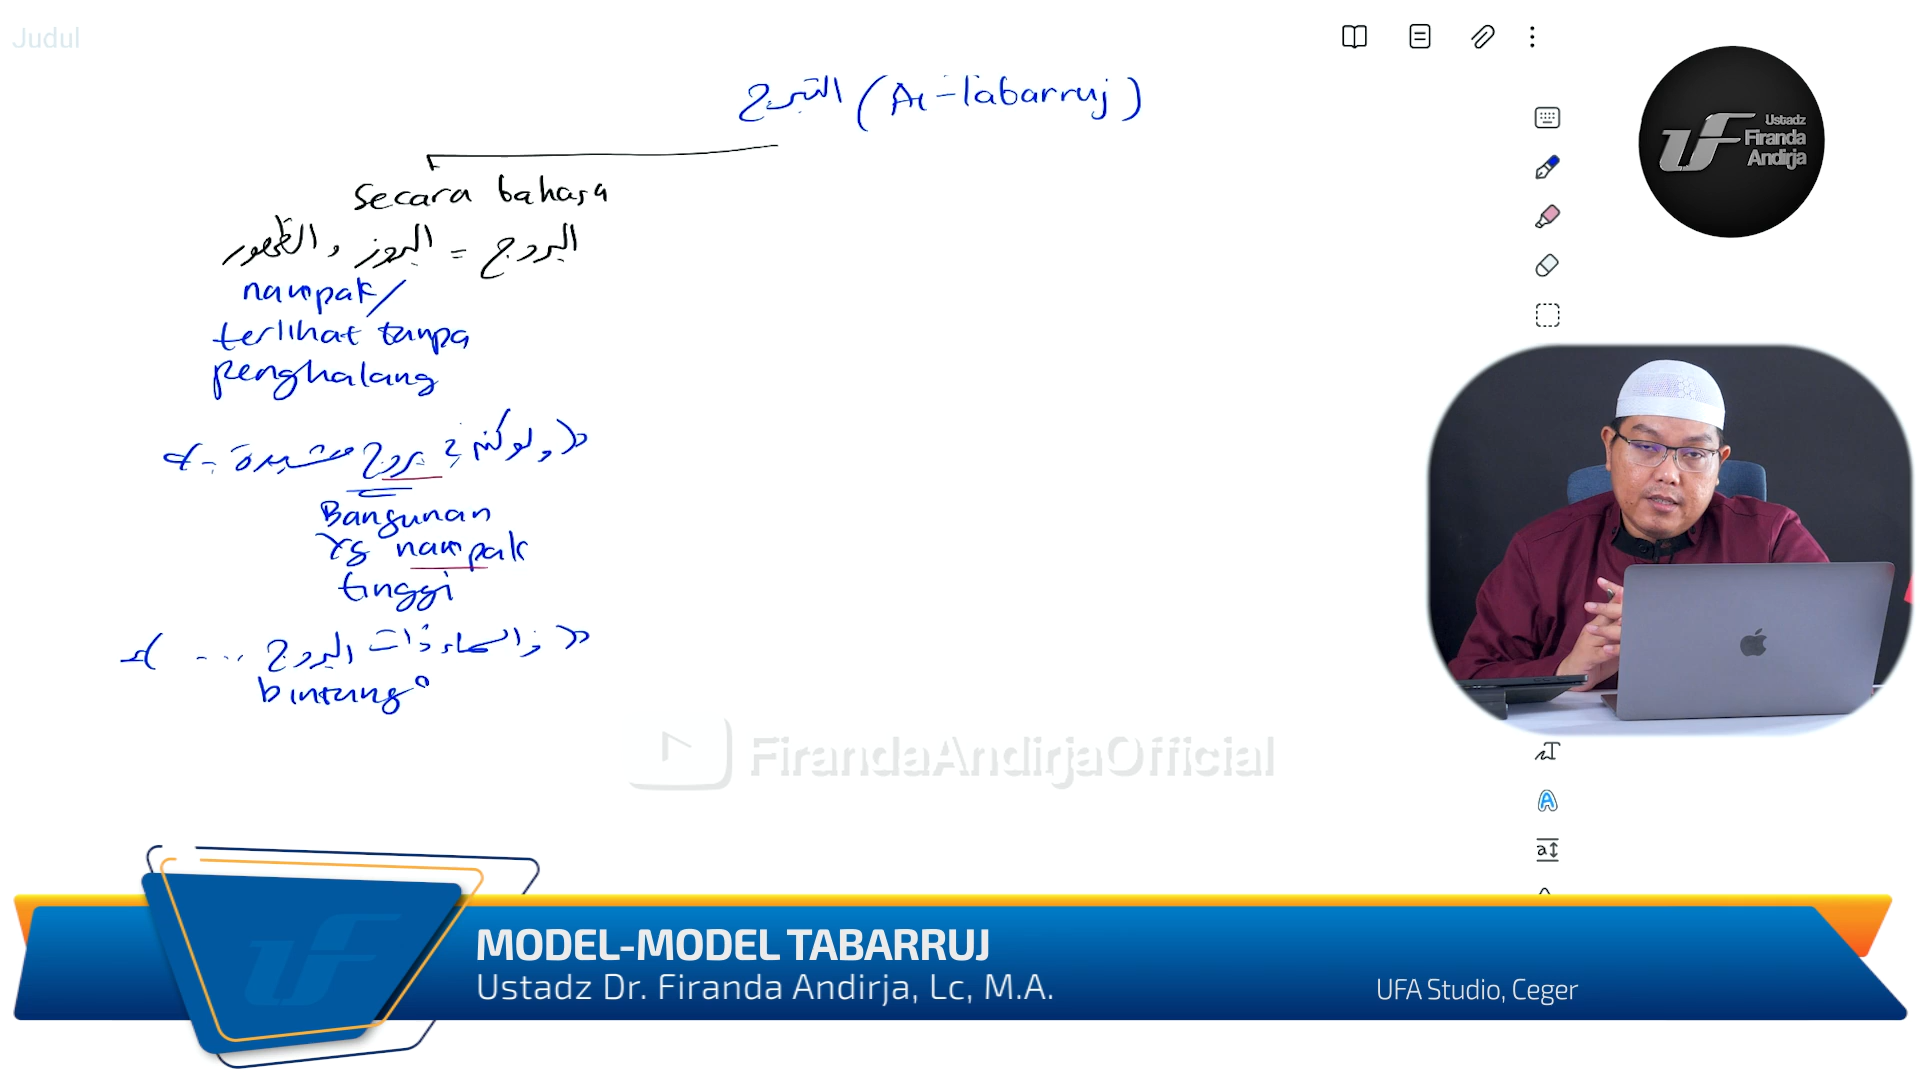 Judul
التبرج (At-Tabarruj)
Ustadz
Firanda
Andirja
Secara bahasa
البروج = البروز و الظهور
nampak/
terlihat tanpa
penghalang
«ولو كنتم في بروج مشيدة -»
Bangunan
yg nampak
tinggi
«والسماء ذات البروج ...»
bintang
FirandaAndirjaOfficial
MODEL-MODEL TABARRUJ
Ustadz Dr. Firanda Andirja, Lc, M.A.
UFA Studio, Ceger